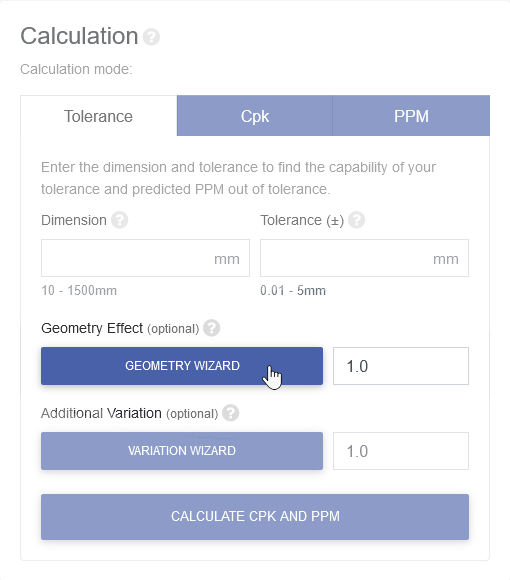 Calculation ?
Calculation mode:
Tolerance Cpk PPM
Enter the dimension and tolerance to find the capability of your
tolerance and predicted PPM out of tolerance.
Dimension ? Tolerance (±) ?
mm mm
10 - 1500mm 0.01 - 5mm
Geometry Effect (optional) ?
GEOMETRY WIZARD 1.0
Additional Variation (optional) ?
VARIATION WIZARD 1.0
CALCULATE CPK AND PPM